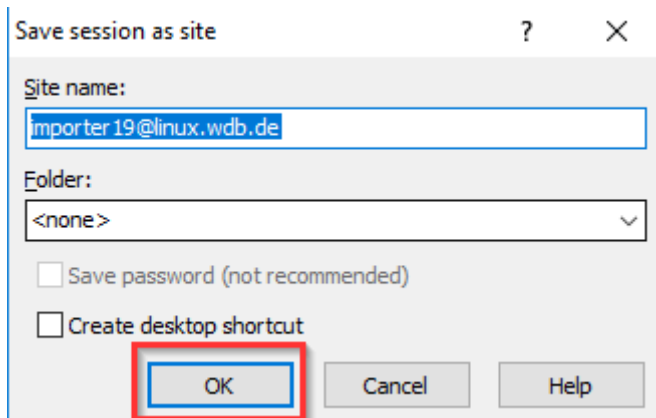 Save session as site ? ×
Site name:
importer19@linux.wdb.de
Folder:
<none>
Save password (not recommended)
Create desktop shortcut
OK Cancel Help